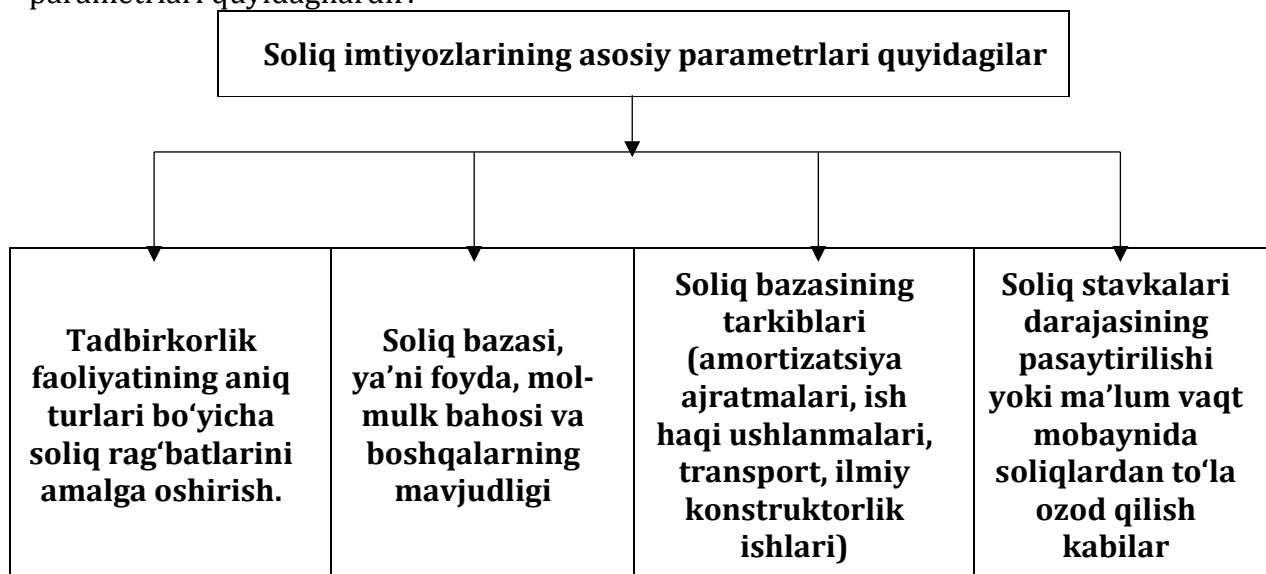 parametrlari quyidagilardir:
Soliq imtiyozlarining asosiy parametrlari quyidagilar
Tadbirkorlik
faoliyatining aniq
turlari bo‘yicha
soliq rag‘batlarini
amalga oshirish.
Soliq bazasi,
ya’ni foyda, mol-
mulk bahosi va
boshqalarning
mavjudligi
Soliq bazasining
tarkiblari
(amortizatsiya
ajratmalari, ish
haqi ushlanmalari,
transport, ilmiy
konstruktorlik
ishlari)
Soliq stavkalari
darajasining
pasaytirilishi
yoki ma’lum vaqt
mobaynida
soliqlardan to‘la
ozod qilish
kabilar